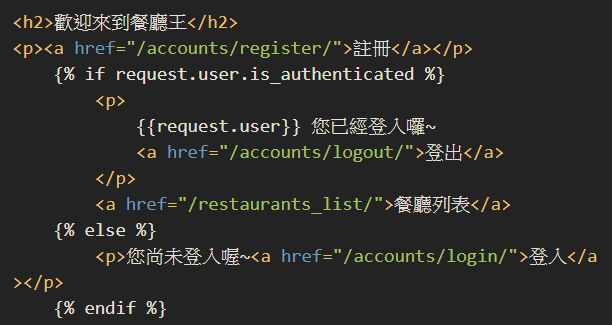 <h2>歡迎來到餐廳王</h2>
<p><a href="/accounts/register/">註冊</a></p>
    {% if request.user.is_authenticated %}
        <p>
            {{request.user}} 您已經登入囉~
            <a href="/accounts/logout/">登出</a>
        </p>
        <a href="/restaurants_list/">餐廳列表</a>
    {% else %}
        <p>您尚未登入喔~<a href="/accounts/login/">登入</a
></p>
    {% endif %}